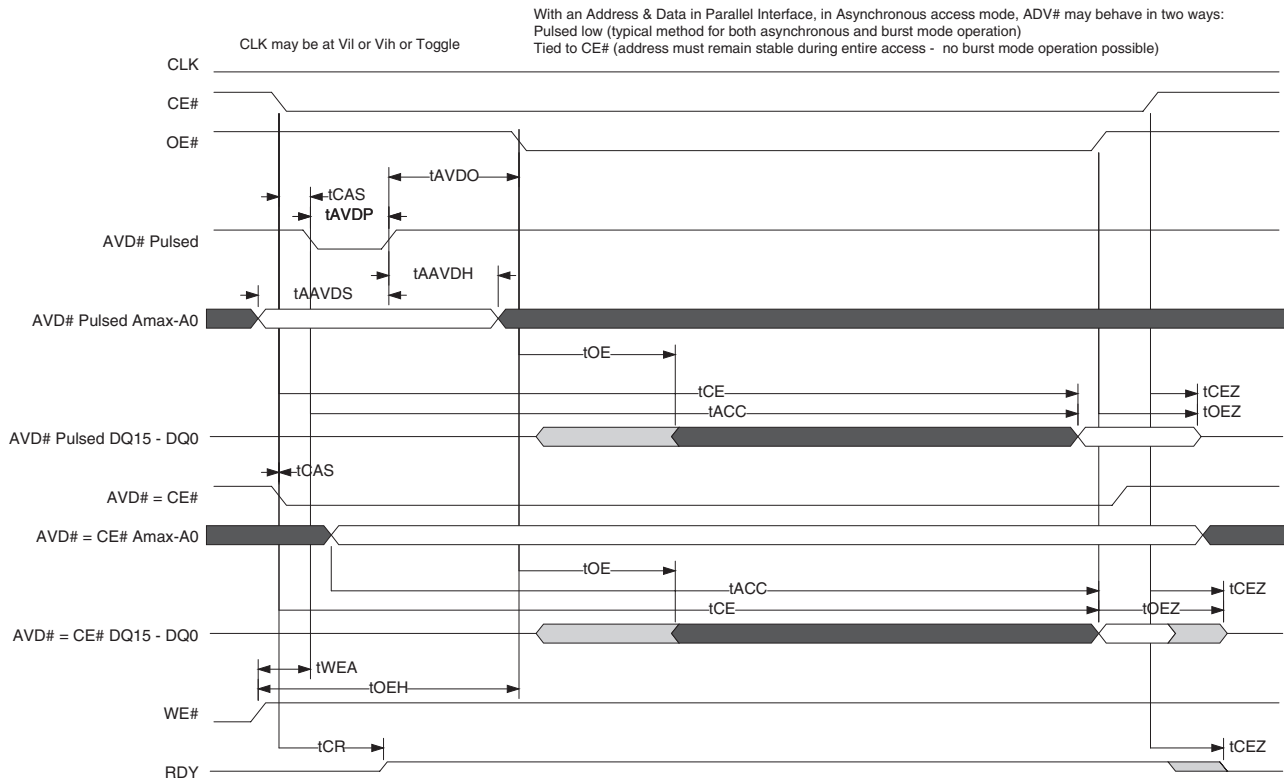 With an Address & Data in Parallel Interface, in Asynchronous access mode, ADV# may behave in two ways:
Pulsed low (typical method for both asynchronous and burst mode operation)
Tied to CE# (address must remain stable during entire access - no burst mode operation possible)
CLK may be at Vil or Vih or Toggle
CLK
CE#
OE#
tAVDO
tCAS
tAVDP
AVD# Pulsed
tAAVDH
tAAVDS
AVD# Pulsed Amax-A0
tOE
tCE
tCEZ
tACC
tOEZ
AVD# Pulsed DQ15 - DQ0
tCAS
AVD# = CE#
AVD# = CE# Amax-A0
tOE
tACC
tCEZ
tCE
tOEZ
AVD# = CE# DQ15 - DQ0
tWEA
tOEH
WE#
tCR
tCEZ
RDY